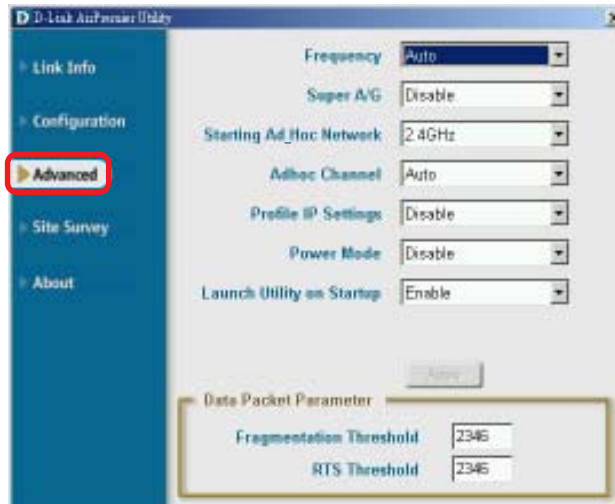 D D-Link AirPremier Utility
Link Info
Configuration
Advanced
Site Survey
About
Frequency Auto
Super A/G Disable
Starting Ad_Hoc Network 2.4GHz
Adhoc Channel Auto
Profile IP Settings Disable
Power Mode Disable
Launch Utility on Startup Enable
Apply
Data Packet Parameter
Fragmentation Threshold 2346
RTS Threshold 2346